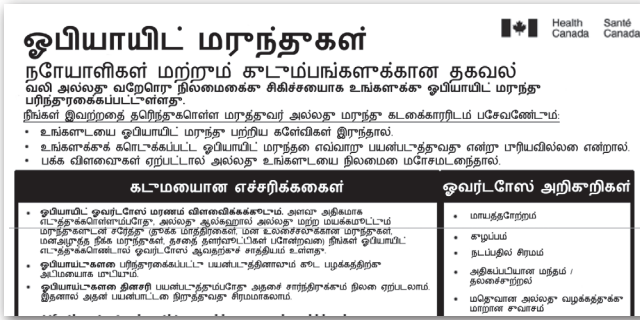 ஓபியாயிட் மருந்துகள்
Health Canada
Santé Canada
நோயாளிகள் மற்றும் குடும்பங்களுக்கான தகவல்
வலி அல்லது வேறொரு நிலைமைக்கு சிகிச்சையாக உங்களுக்கு ஓபியாயிட் மருந்து
பரிந்துரைக்கப்பட்டுள்ளது.
நீங்கள் இவற்றை தெரிந்துகொள்ள மருத்துவர் அல்லது மருந்து கடைக்காரரிடம் பேசவேண்டும்:
• உங்களுடைய ஓபியாயிட் மருந்து பற்றிய கேள்விகள் இருந்தால்.
• உங்களுக்குக் கொடுக்கப்பட்ட ஓபியாயிட் மருந்தை எவ்வாறு பயன்படுத்துவது என்று புரியவில்லை என்றால்.
• பக்க விளைவுகள் ஏற்பட்டால் அல்லது உங்களுடைய நிலைமை மோசமடைந்தால்.
கடுமையான எச்சரிக்கைகள்
• ஓபியாயிட் ஓவர்டோஸ் மரணம் விளைவிக்கக்கூடும். அளவு அதிகமாக
எடுத்துக்கொள்ளும்போது, அல்லது ஆல்கஹால் அல்லது மற்ற மயக்கமூட்டும்
மருந்துகளுடன் சேர்த்து (தூக்க மாத்திரைகள், மன உலைச்சலுக்கான மருந்துகள்,
மனஅழுத்த நீக்க மருந்துகள், தசைத் தளர்வூட்டிகள் போன்றவை) நீங்கள் ஓபியாயிட்
எடுத்துக்கொண்டால் ஓவர்டோஸ் ஆவதற்குச் சாத்தியம் உள்ளது.
• ஓபியாய்ட்களை பரிந்துரைக்கப்பட்டு பயன்படுத்தினாலும் கூட பழக்கத்திற்கு
அடிமையாக முடியும்.
• ஓபியாய்ட்களை தினசரி பயன்படுத்தும்போது அதைச் சார்ந்திருக்கும் நிலை ஏற்படலாம்.
இதனால் அதன் பயன்பாட்டை நிறுத்துவது சிரமமாகலாம்.
ஓவர்டோஸ் அறிகுறிகள்
• மாயத்தோற்றம்
• குழப்பம்
• நடப்பதில் சிரமம்
• அதிகப்படியான மந்தம் /
தலைச்சுற்றல்
• மெதுவான அல்லது வழக்கத்துக்கு
மாறான சுவாசம்